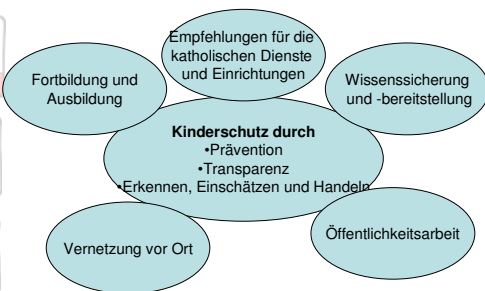 Empfehlungen für die
katholischen Dienste
und Einrichtungen
Fortbildung und
Ausbildung
Wissenssicherung
und -bereitstellung
Kinderschutz durch
•Prävention
•Transparenz
•Erkennen, Einschätzen und Handeln
Vernetzung vor Ort
Öffentlichkeitsarbeit